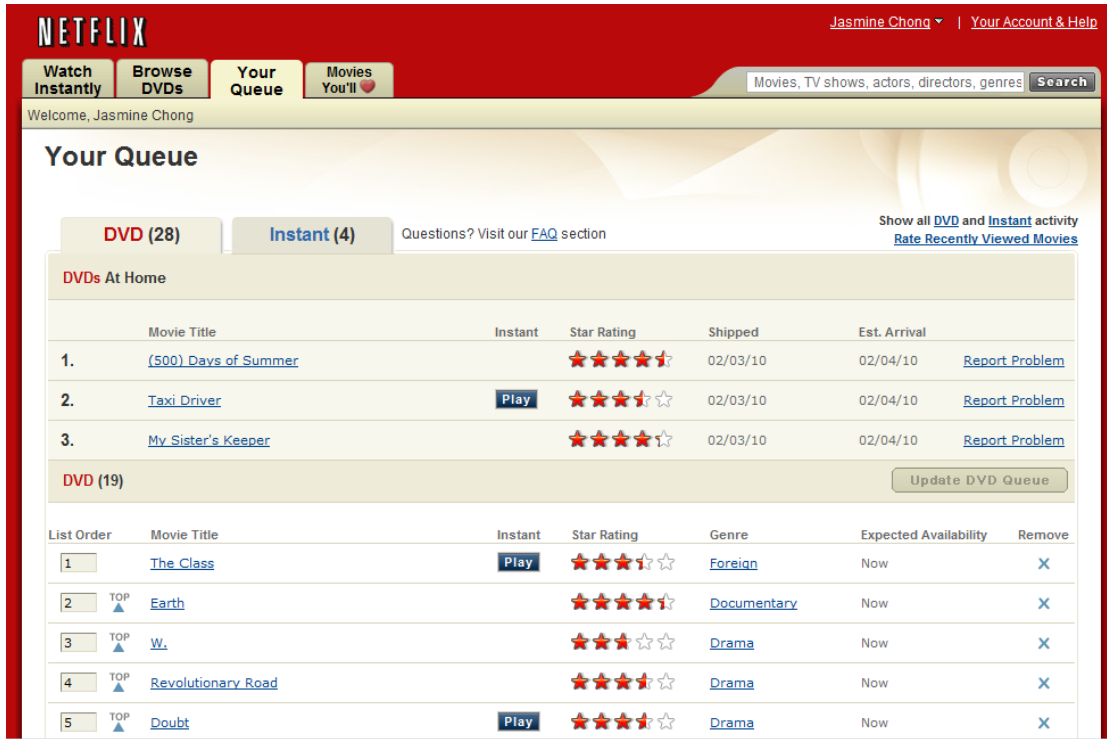 NETFLIX
Jasmine Chong | Your Account & Help
Watch Instantly Browse DVDs Your Queue Movies You'll
Movies, TV shows, actors, directors, genres Search
Welcome, Jasmine Chong
Your Queue
Show all DVD and Instant activity
DVD (28) Instant (4) Questions? Visit our FAQ section
Rate Recently Viewed Movies
DVDs At Home
Movie Title Instant Star Rating Shipped Est. Arrival
1. (500) Days of Summer 02/03/10 02/04/10 Report Problem
2. Taxi Driver Play 02/03/10 02/04/10 Report Problem
3. My Sister's Keeper 02/03/10 02/04/10 Report Problem
DVD (19) Update DVD Queue
List Order Movie Title Instant Star Rating Genre Expected Availability Remove
1 The Class Play Foreign Now X
2 TOP Earth Documentary Now X
3 TOP W. Drama Now X
4 TOP Revolutionary Road Drama Now X
5 TOP Doubt Play Drama Now X